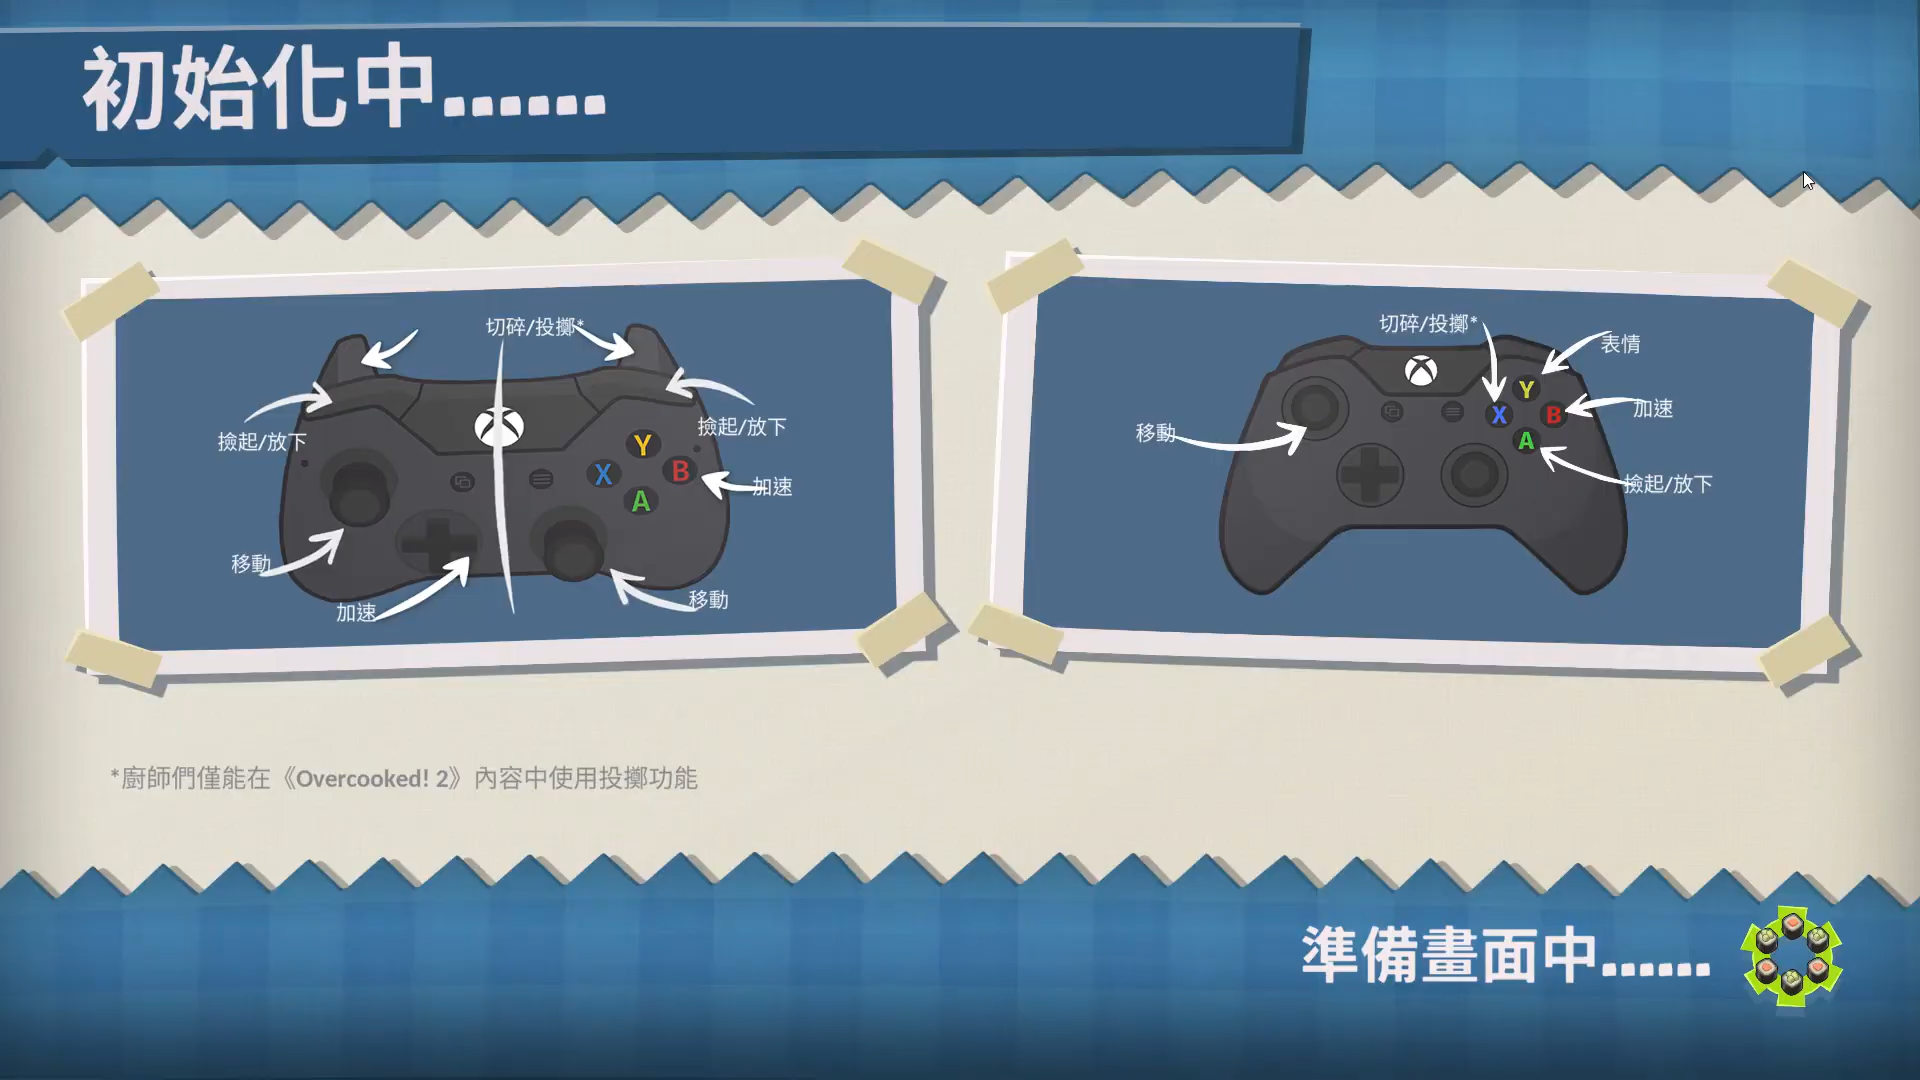 初始化中......
切碎/投擲*
撿起/放下
撿起/放下
Y
X
B
A
加速
移動
加速
移動
切碎/投擲*
表情
Y
X
B
加速
A
移動
撿起/放下
*廚師們僅能在《Overcooked! 2》內容中使用投擲功能
準備畫面中......